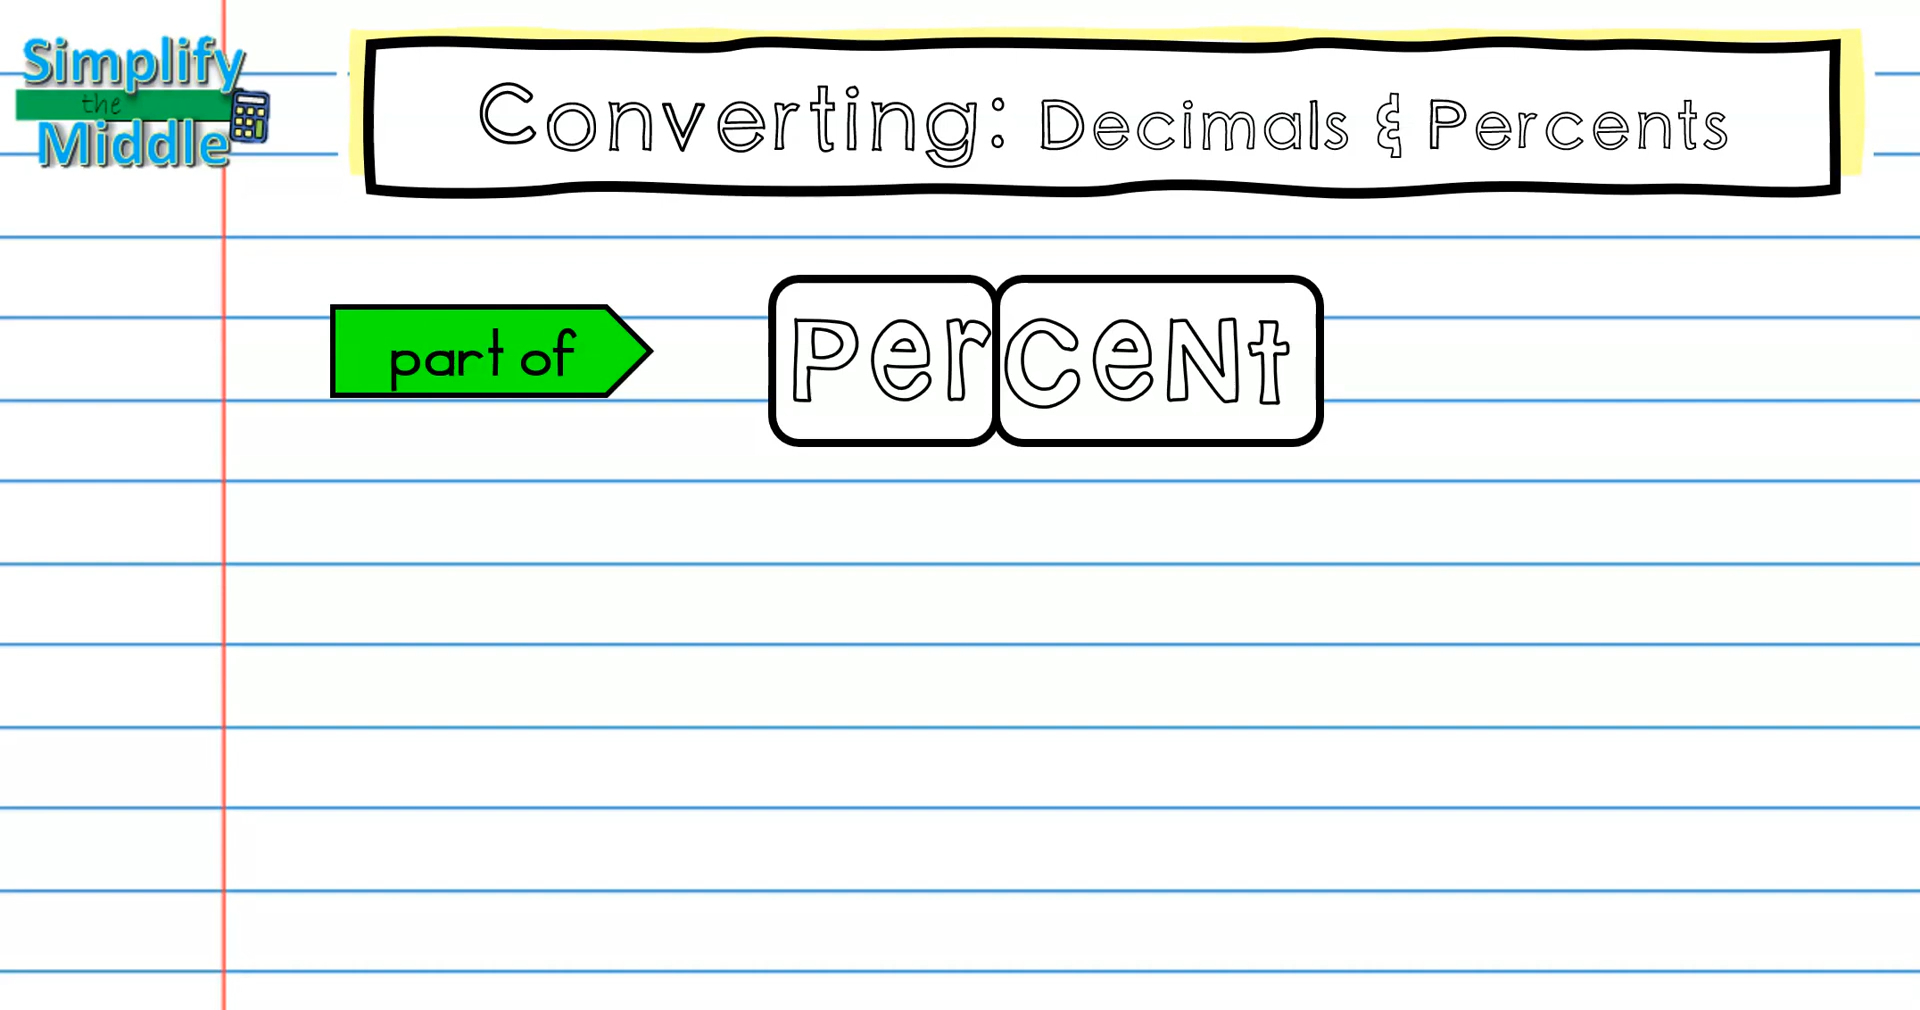 Simplify
the
Middle
Converting: Decimals & Percents
part of
PerceNt